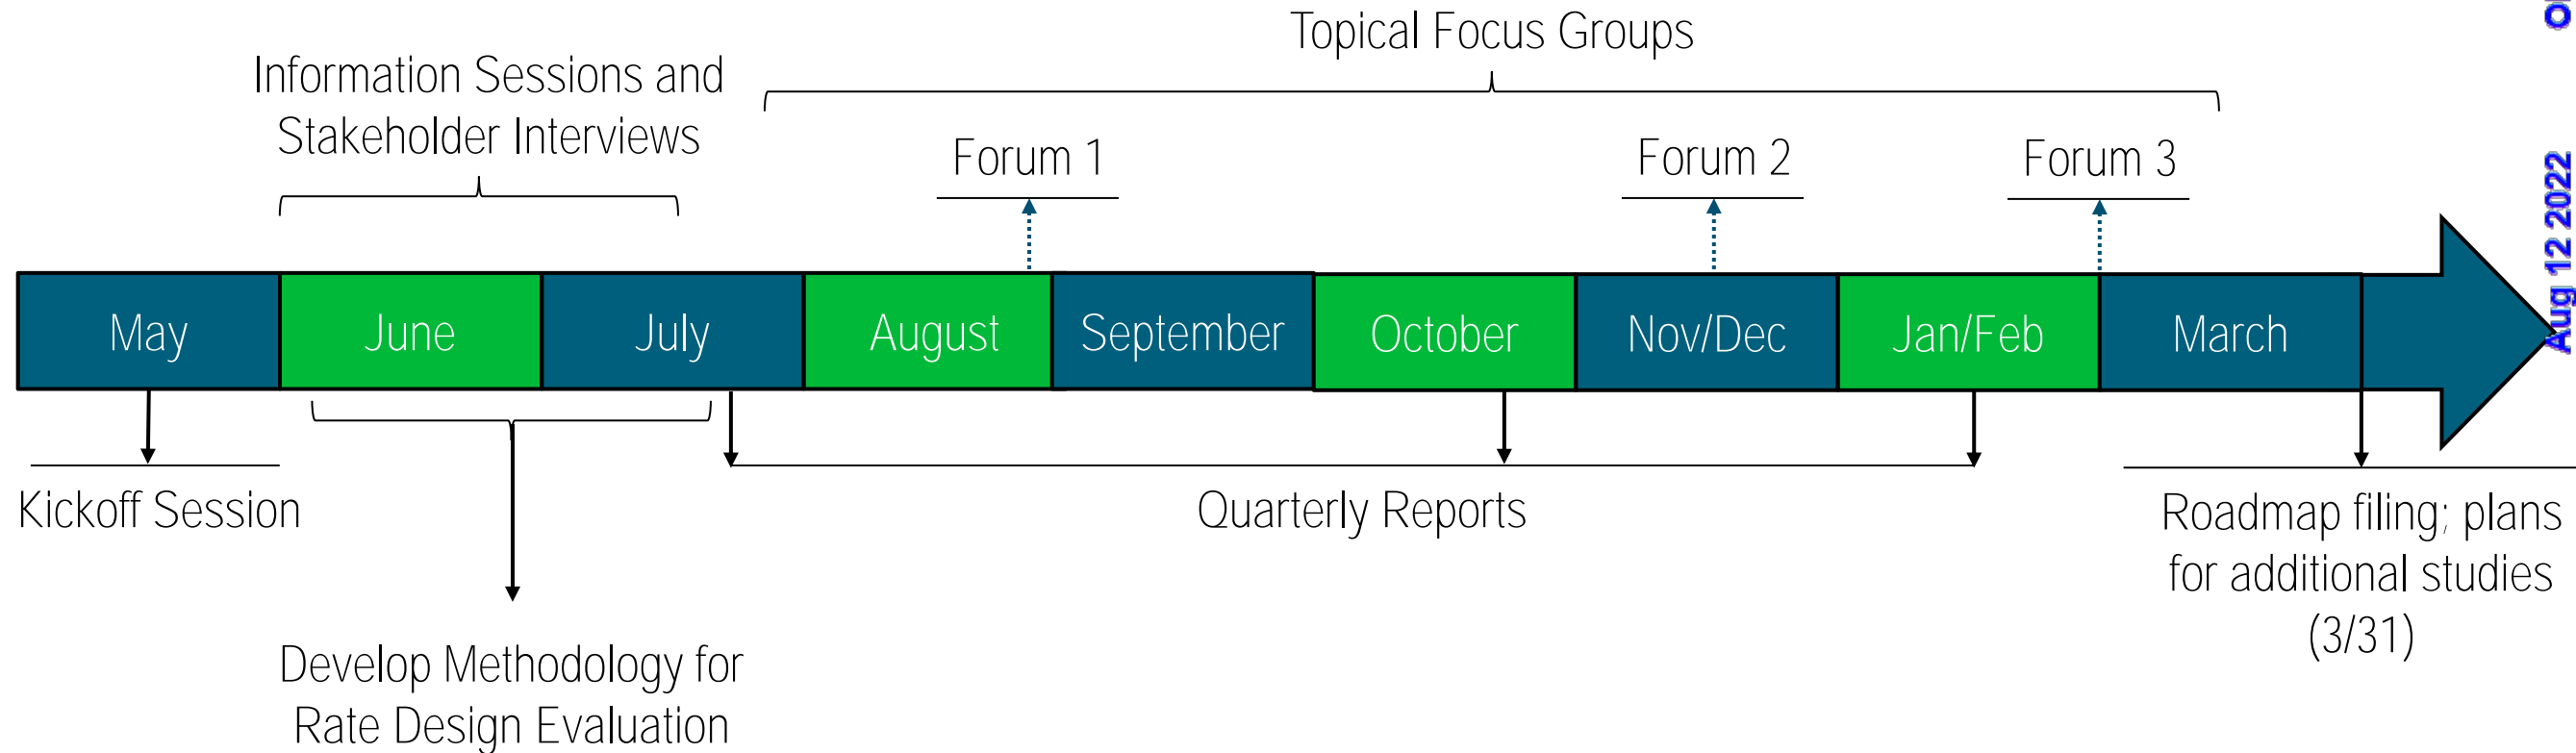 Topical Focus Groups
Information Sessions and
Stakeholder Interviews
Forum 1
Forum 2
Forum 3
May
June
July
August
September
October
Nov/Dec
Jan/Feb
March
Kickoff Session
Quarterly Reports
Roadmap filing; plans
for additional studies
(3/31)
Develop Methodology for
Rate Design Evaluation
Aug 12 2022